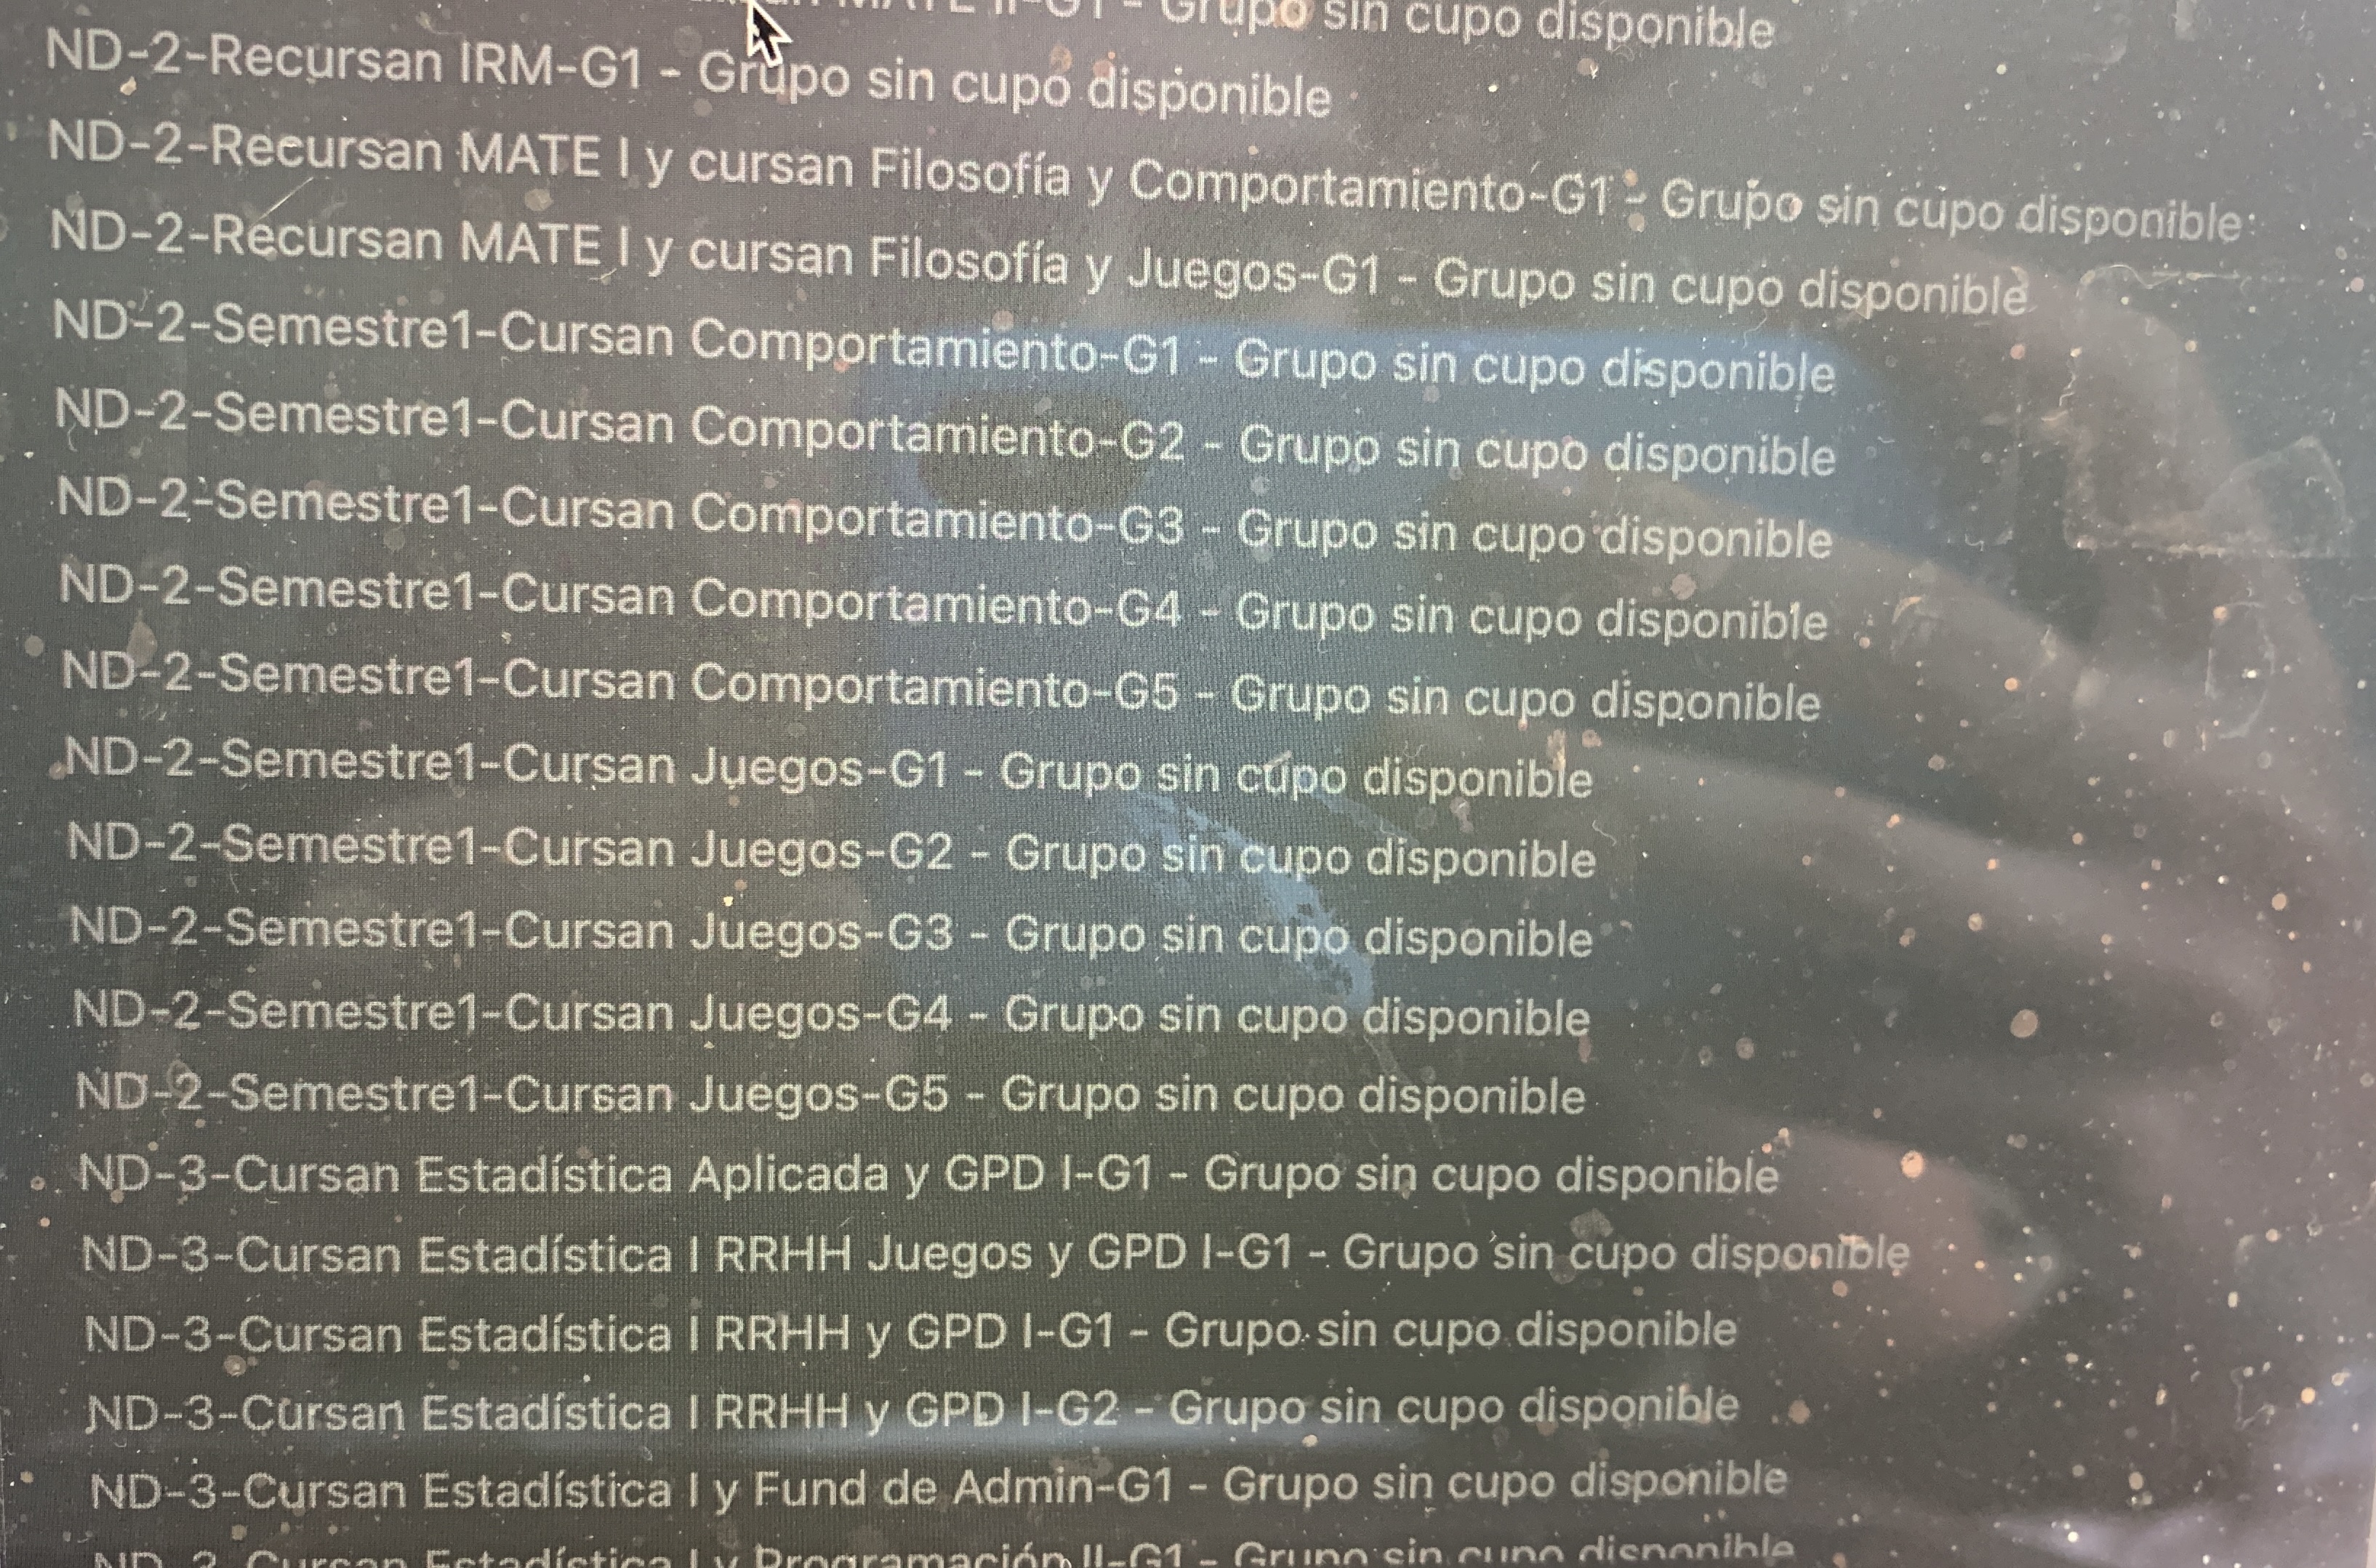 MATE II-G1 - Grupo sin cupo disponible
ND-2-Recursan IRM-G1 - Grupo sin cupo disponible
ND-2-Recursan MATE I y cursan Filosofía y Comportamiento-G1 - Grupo sin cupo disponible
ND-2-Recursan MATE I y cursan Filosofía y Juegos-G1 - Grupo sin cupo disponible
ND-2-Semestre1-Cursan Comportamiento-G1 - Grupo sin cupo disponible
ND-2-Semestre1-Cursan Comportamiento-G2 - Grupo sin cupo disponible
ND-2-Semestre1-Cursan Comportamiento-G3 - Grupo sin cupo disponible
ND-2-Semestre1-Cursan Comportamiento-G4 - Grupo sin cupo disponible
ND-2-Semestre1-Cursan Comportamiento-G5 - Grupo sin cupo disponible
ND-2-Semestre1-Cursan Juegos-G1 - Grupo sin cupo disponible
ND-2-Semestre1-Cursan Juegos-G2 - Grupo sin cupo disponible
ND-2-Semestre1-Cursan Juegos-G3 - Grupo sin cupo disponible
ND-2-Semestre1-Cursan Juegos-G4 - Grupo sin cupo disponible
ND-2-Semestre1-Cursan Juegos-G5 - Grupo sin cupo disponible
ND-3-Cursan Estadística Aplicada y GPD I-G1 - Grupo sin cupo disponible
ND-3-Cursan Estadística I RRHH Juegos y GPD I-G1 - Grupo sin cupo disponible
ND-3-Cursan Estadística I RRHH y GPD I-G1 - Grupo sin cupo disponible
ND-3-Cursan Estadística I RRHH y GPD I-G2 - Grupo sin cupo disponible
ND-3-Cursan Estadística I y Fund de Admin-G1 - Grupo sin cupo disponible
ND-3-Cursan Estadística I y Programación II-G1 - Grupo sin cupo disponible